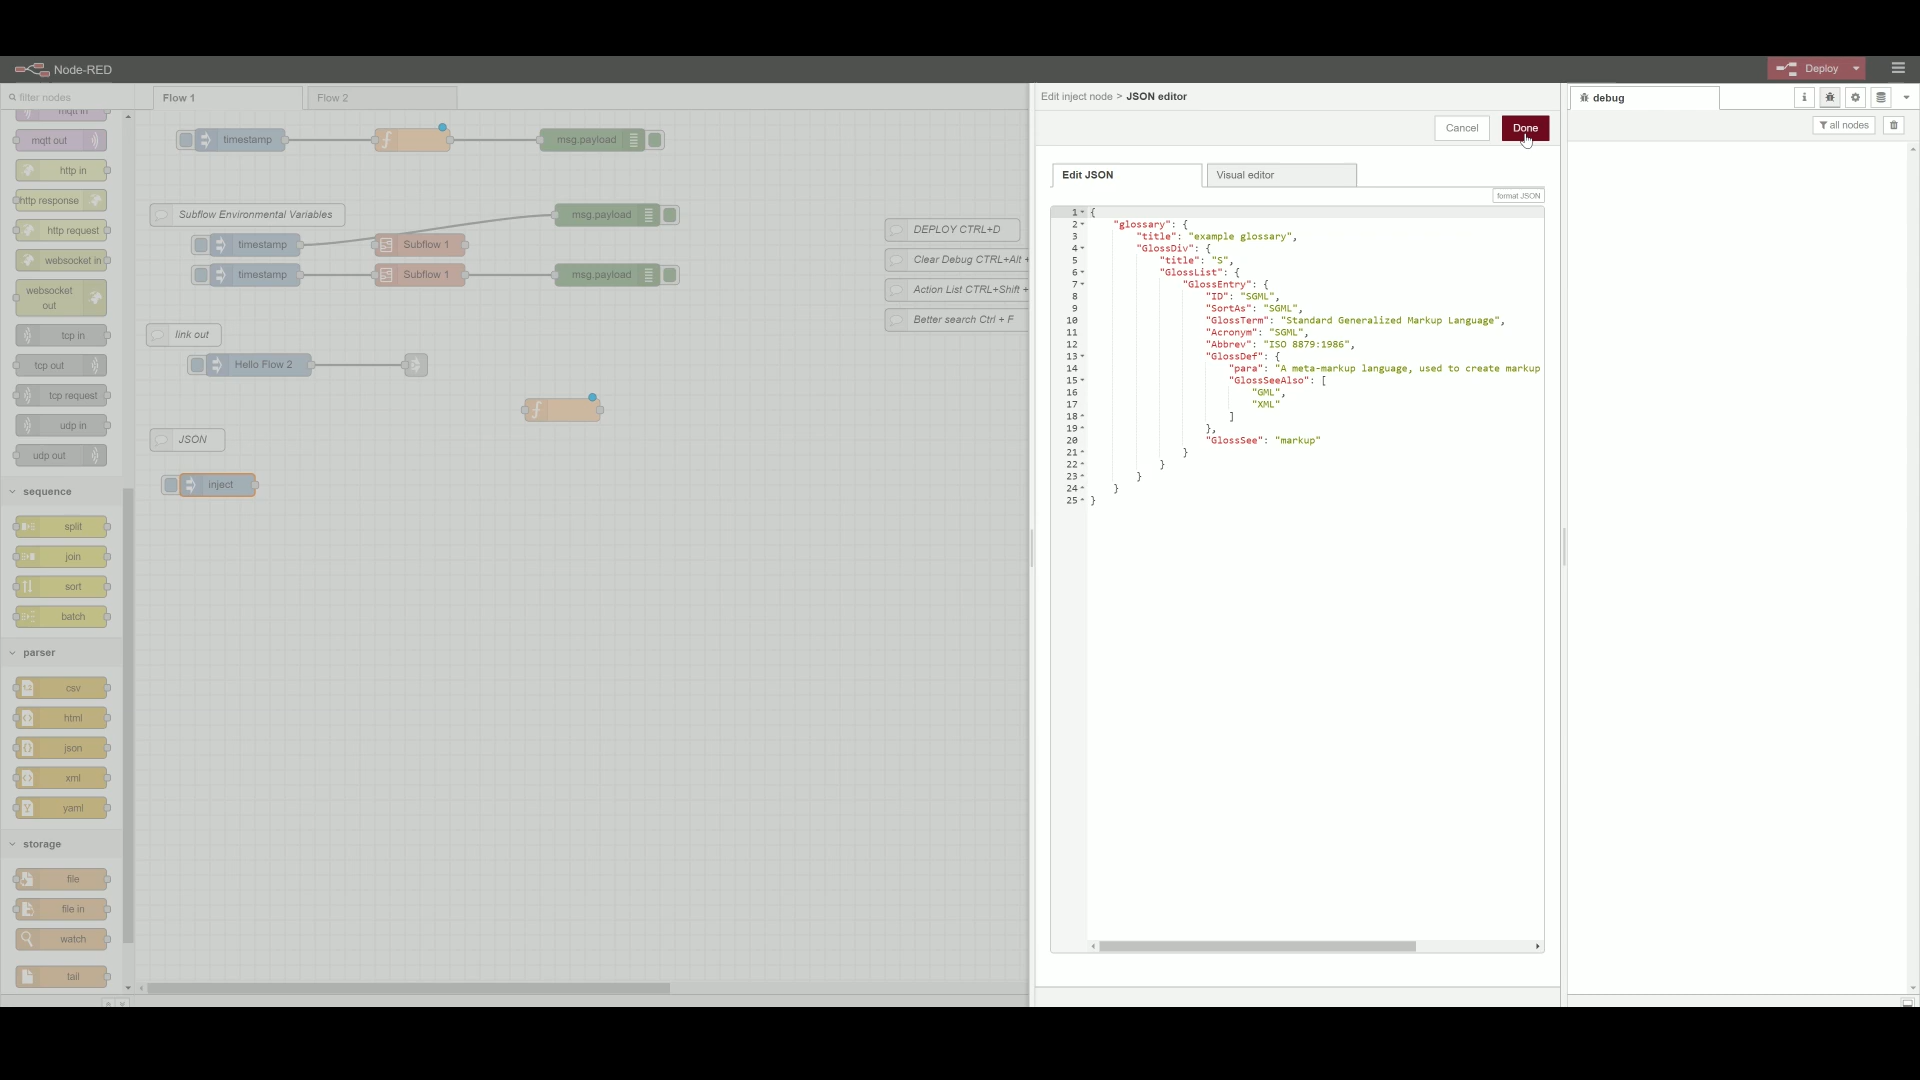 Node-RED
Deploy
filter nodes
Flow 1
Flow 2
mqtt out
http in
http response
http request
websocket in
websocket
out
tcp in
tcp out
tcp request
udp in
udp out
sequence
split
join
sort
batch
parser
csv
html
json
xml
yaml
storage
file
file in
watch
tail
timestamp
msg.payload
Subflow Environmental Variables
msg.payload
timestamp
Subflow 1
timestamp
Subflow 1
msg.payload
link out
Hello Flow 2
JSON
inject
DEPLOY CTRL+D
Clear Debug CTRL+Alt +
Action List CTRL+Shift +
Better search Ctrl + F
Edit inject node > JSON editor
Cancel
Done
Edit JSON
Visual editor
format JSON
1 {
2 "glossary": {
3 "title": "example glossary",
4 "GlossDiv": {
5 "title": "S",
6 "GlossList": {
7 "GlossEntry": {
8 "ID": "SGML",
9 "SortAs": "SGML",
10 "GlossTerm": "Standard Generalized Markup Language",
11 "Acronym": "SGML",
12 "Abbrev": "ISO 8879:1986",
13 "GlossDef": {
14 "para": "A meta-markup language, used to create markup
15 "GlossSeeAlso": [
16 "GML",
17 "XML"
18 ]
19 },
20 "GlossSee": "markup"
21 }
22 }
23 }
24 }
25 }
debug
i
all nodes